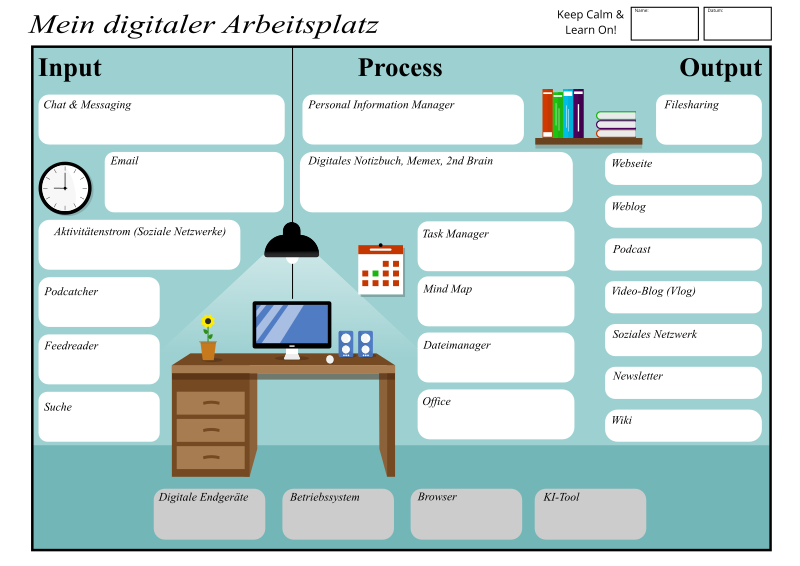 Mein digitaler Arbeitsplatz
Keep Calm &
Learn On!
Name:
Datum:
Input
Process
Output
Chat & Messaging
Personal Information Manager
Filesharing
Email
Digitales Notizbuch, Memex, 2nd Brain
Webseite
Weblog
Aktivitätenstrom (Soziale Netzwerke)
Task Manager
Podcast
Podcatcher
Mind Map
Video-Blog (Vlog)
Feedreader
Dateimanager
Soziales Netzwerk
Newsletter
Suche
Office
Wiki
Digitale Endgeräte
Betriebssystem
Browser
KI-Tool